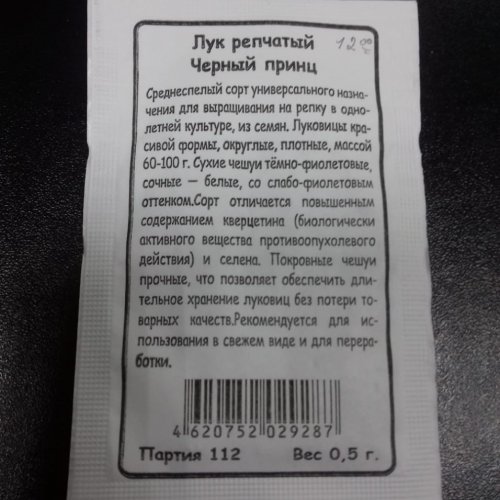 Лук репчатый 12.00
Черный принц
Среднеспелый сорт универсального назна-
чения для выращивания на репку в одно-
летней культуре, из семян. Луковицы кра-
сивой формы, округлые, плотные, массой
60-100 г. Сухие чешуи тёмно-фиолетовые,
сочные — белые, со слабо-фиолетовым
оттенком.Сорт отличается повышенным
содержанием кверцетина (биологически
активного вещества противоопухолевого
действия) и селена. Покровные чешуи
прочные, что позволяет обеспечить дли-
тельное хранение луковиц без потери то-
варных качеств.Рекомендуется для ис-
пользования в свежем виде и для перера-
ботки.
4 620752 029287
Партия 112 Вес 0,5 г.